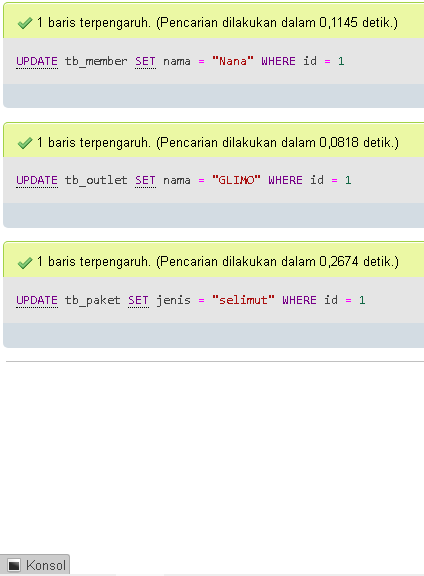 1 baris terpengaruh. (Pencarian dilakukan dalam 0,1145 detik.)
UPDATE tb_member SET nama = "Nana" WHERE id = 1
1 baris terpengaruh. (Pencarian dilakukan dalam 0,0818 detik.)
UPDATE tb_outlet SET nama = "GLIMO" WHERE id = 1
1 baris terpengaruh. (Pencarian dilakukan dalam 0,2674 detik.)
UPDATE tb_paket SET jenis = "selimut" WHERE id = 1
Konsol